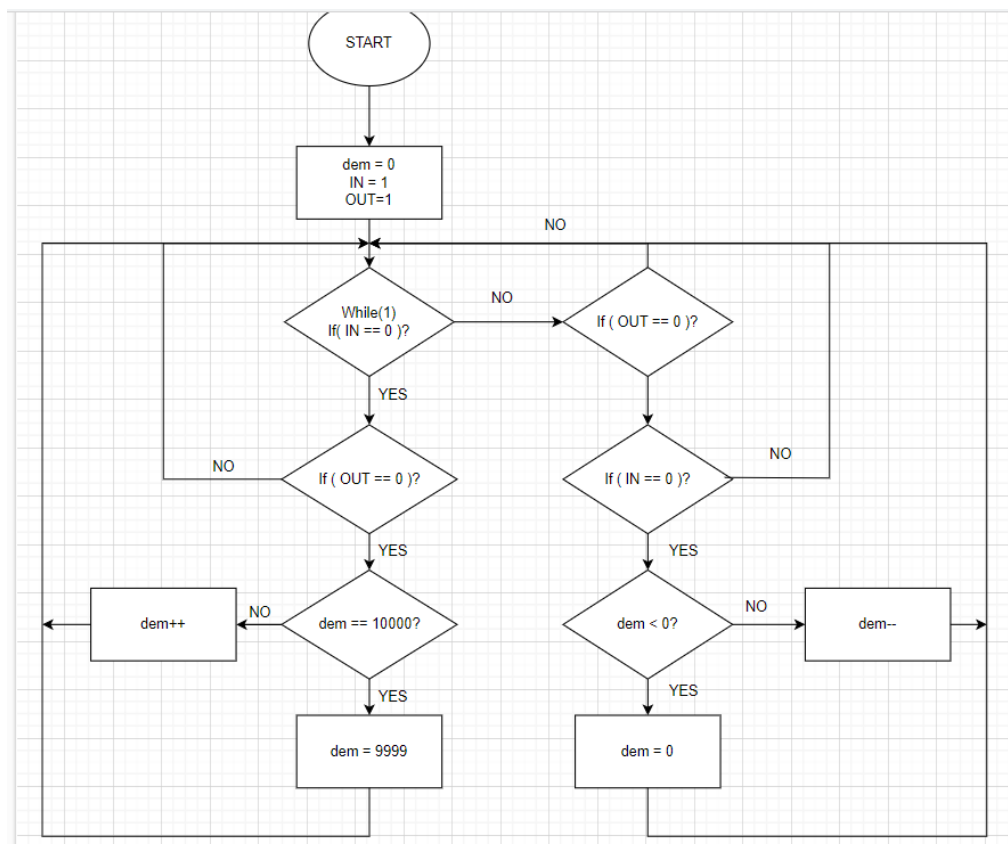 START
dem = 0
IN = 1
OUT=1
NO
While(1)
If( IN == 0 )?
NO
If ( OUT == 0 )?
YES
If ( OUT == 0 )?
NO
If ( IN == 0 )?
NO
YES
YES
dem++
NO
dem == 10000?
dem < 0?
NO
dem--
YES
YES
dem = 9999
dem = 0